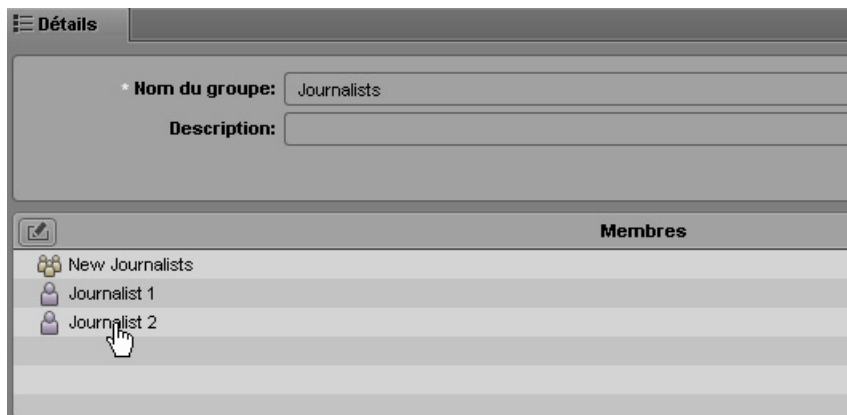 Détails
* Nom du groupe: Journalists
Description:
Membres
New Journalists
Journalist 1
Journalist 2